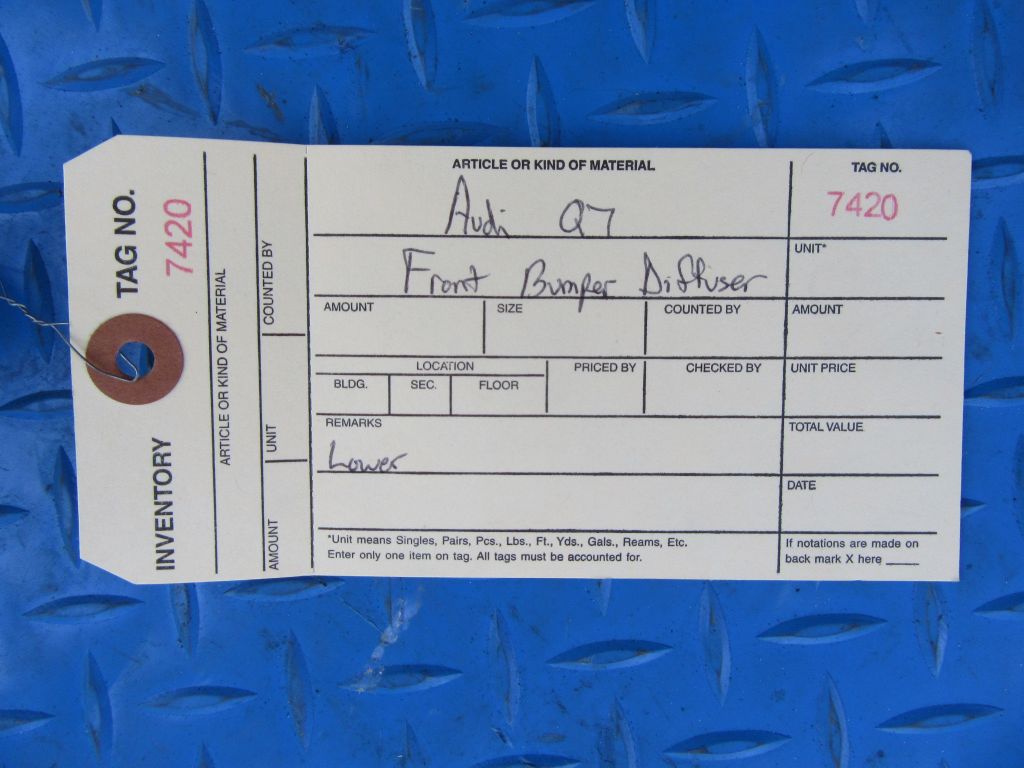 TAG NO.
7420
INVENTORY
ARTICLE OR KIND OF MATERIAL
COUNTED BY
UNIT
AMOUNT
ARTICLE OR KIND OF MATERIAL
TAG NO.
Audi Q7
7420
Front Bumper Diffuser
UNIT*
AMOUNT
SIZE
COUNTED BY
AMOUNT
LOCATION
PRICED BY
CHECKED BY
UNIT PRICE
BLDG.
SEC.
FLOOR
REMARKS
TOTAL VALUE
Lower
DATE
*Unit means Singles, Pairs, Pcs., Lbs., Ft., Yds., Gals., Reams, Etc.
Enter only one item on tag. All tags must be accounted for.
If notations are made on
back mark X here ____